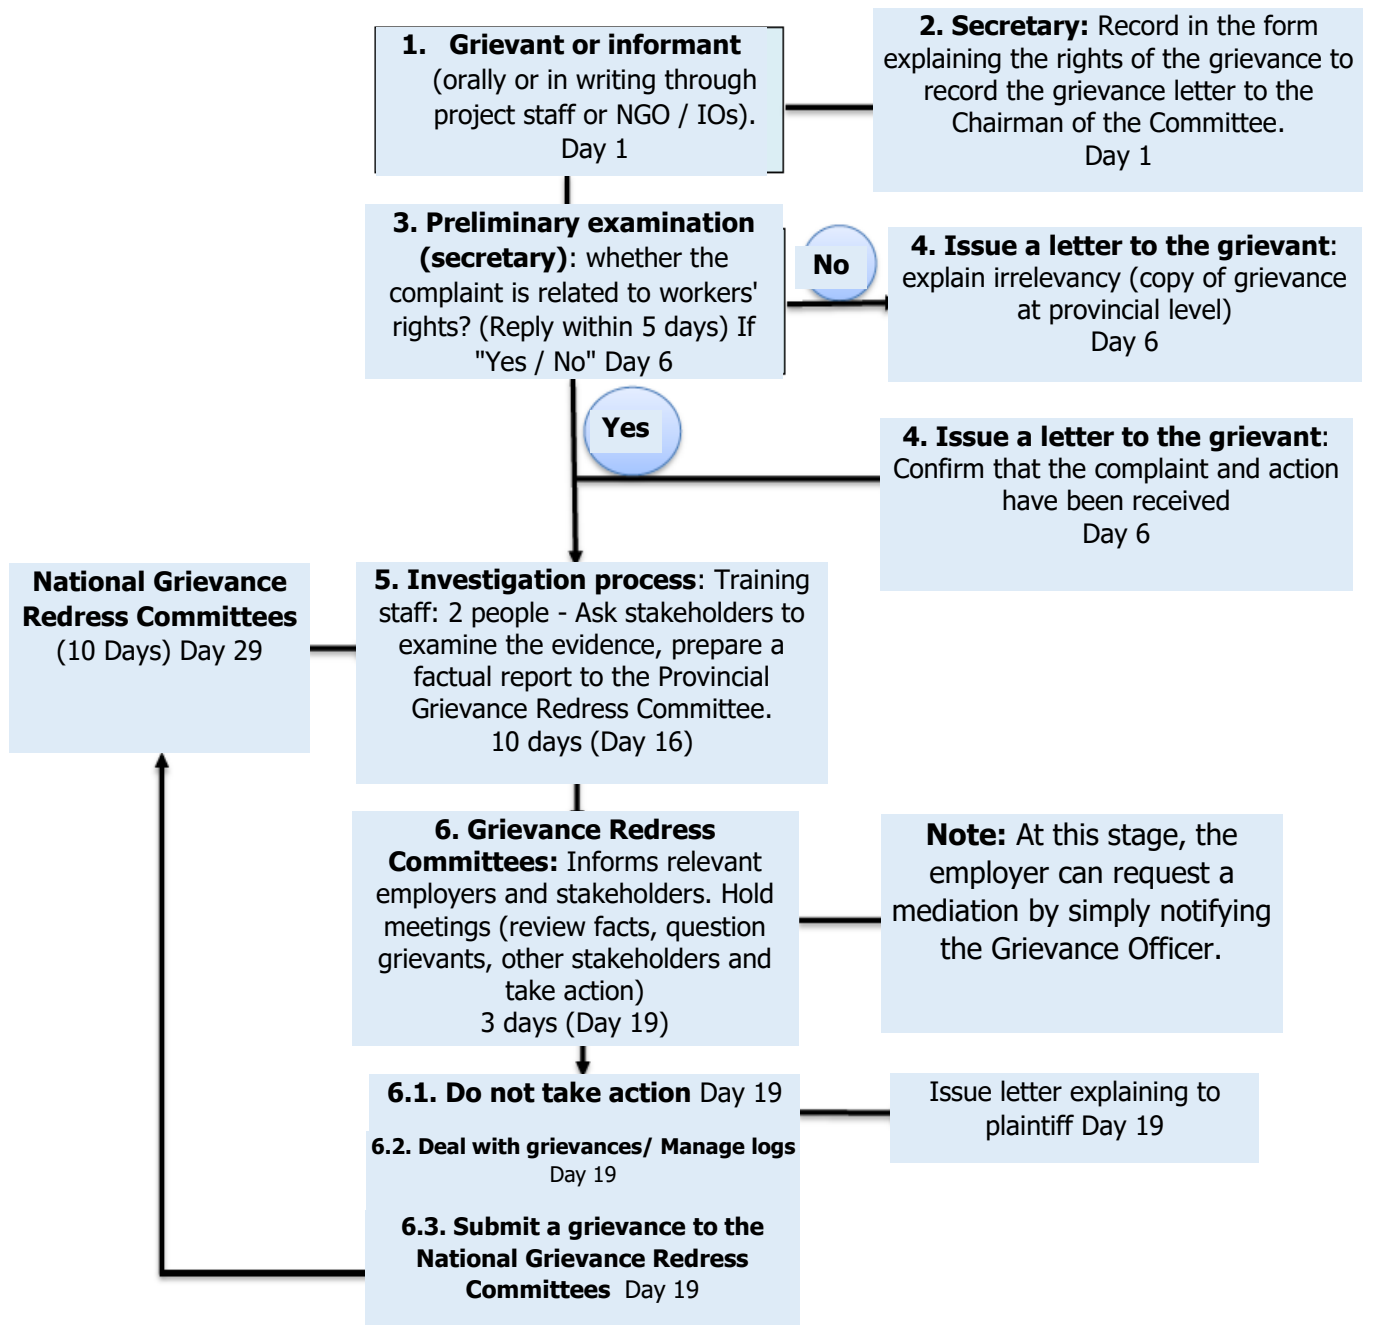 1. Grievant or informant
(orally or in writing through
project staff or NGO / IOs).
Day 1
2. Secretary: Record in the form
explaining the rights of the grievance to
record the grievance letter to the
Chairman of the Committee.
Day 1
3. Preliminary examination
(secretary): whether the
complaint is related to workers'
rights? (Reply within 5 days) If
"Yes / No" Day 6
No
4. Issue a letter to the grievant:
explain irrelevancy (copy of grievance
at provincial level)
Day 6
Yes
4. Issue a letter to the grievant:
Confirm that the complaint and action
have been received
Day 6
National Grievance
Redress Committees
(10 Days) Day 29
5. Investigation process: Training
staff: 2 people - Ask stakeholders to
examine the evidence, prepare a
factual report to the Provincial
Grievance Redress Committee.
10 days (Day 16)
6. Grievance Redress
Committees: Informs relevant
employers and stakeholders. Hold
meetings (review facts, question
grievants, other stakeholders and
take action)
3 days (Day 19)
Note: At this stage, the
employer can request a
mediation by simply notifying
the Grievance Officer.
6.1. Do not take action Day 19
Issue letter explaining to
plaintiff Day 19
6.2. Deal with grievances/ Manage logs
Day 19
6.3. Submit a grievance to the
National Grievance Redress
Committees Day 19